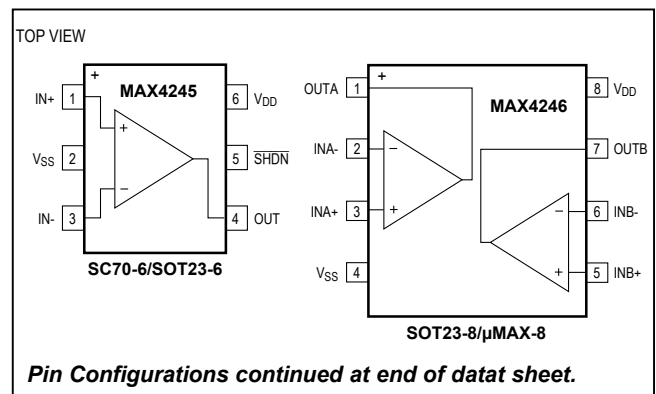 TOP VIEW
+
MAX4245
IN+ 1
6 VDD
+
VSS 2
5 SHDN
−
IN- 3
4 OUT
SC70-6/SOT23-6
OUTA 1
+
MAX4246
8 VDD
INA- 2
−
7 OUTB
INA+ 3
+
−
6 INB-
VSS 4
+
5 INB+
SOT23-8/µMAX-8
Pin Configurations continued at end of datat sheet.